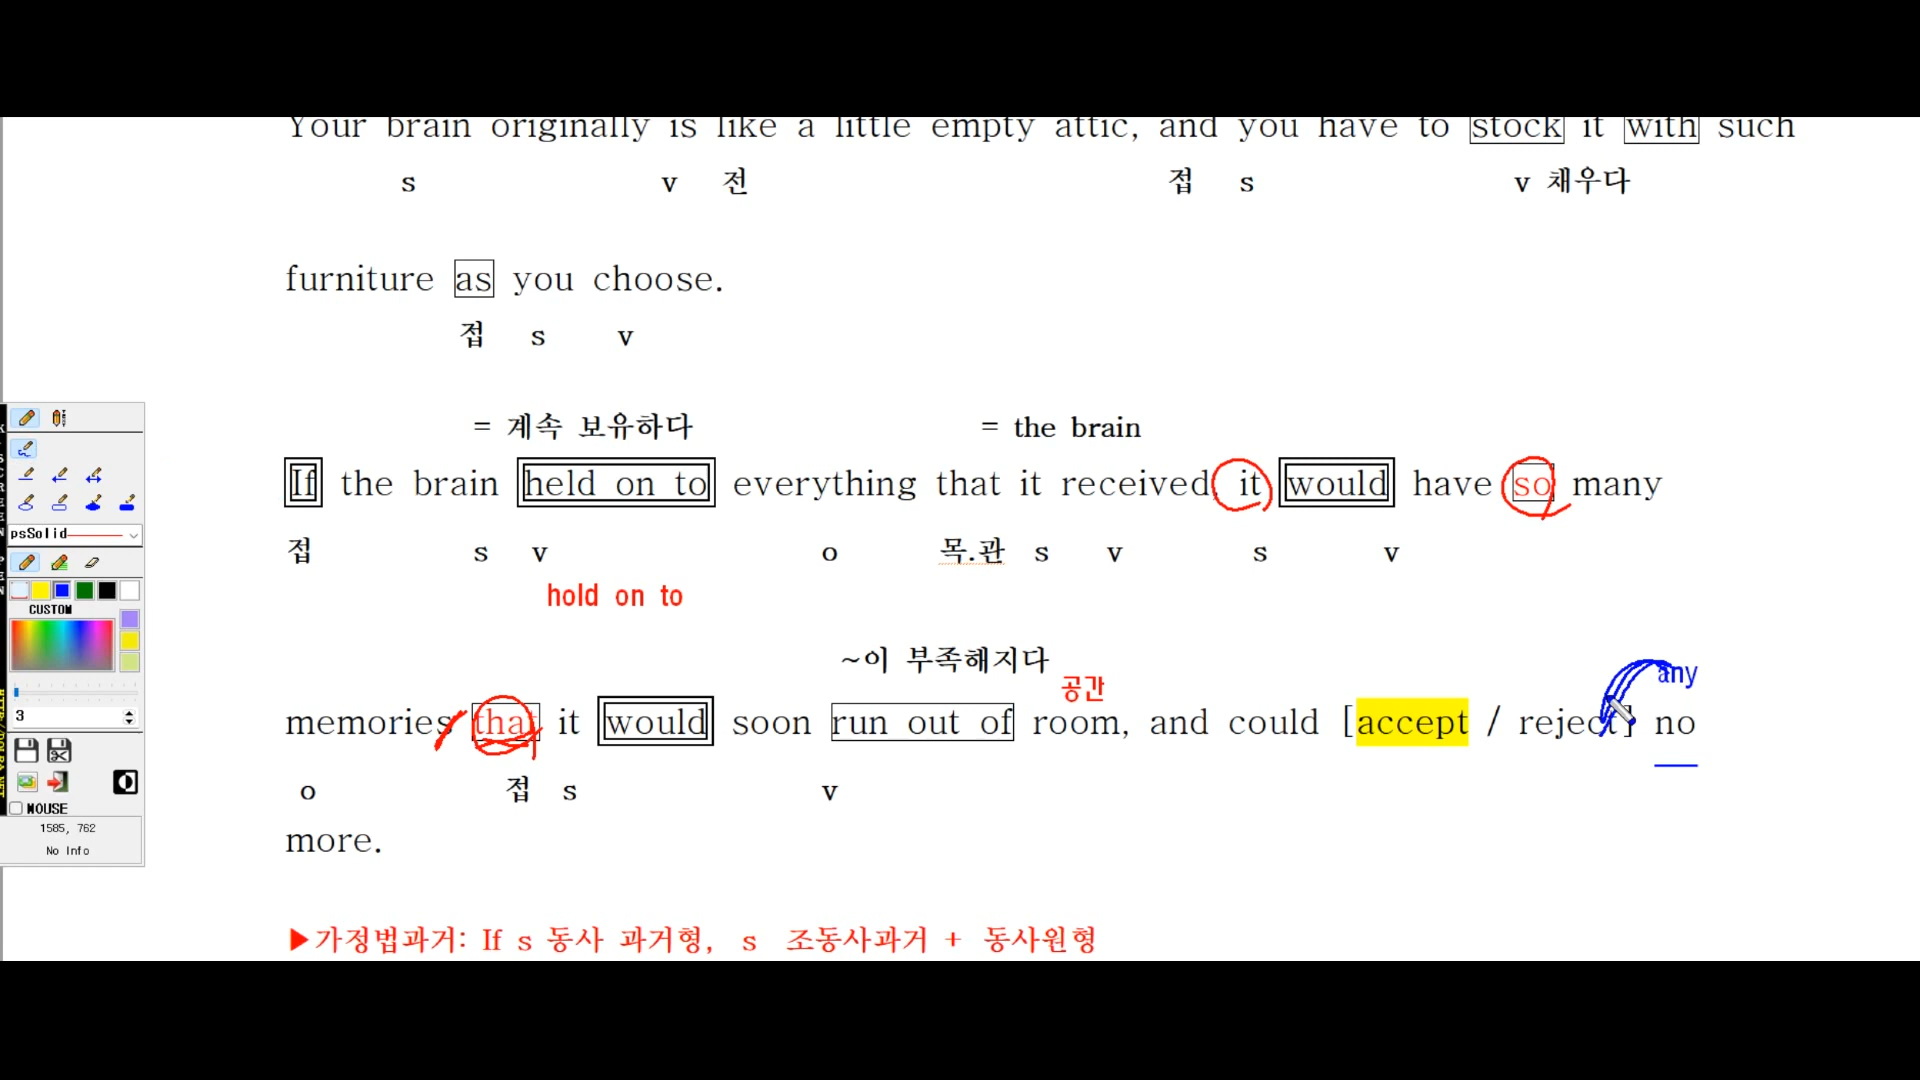 Your brain originally is like a little empty attic, and you have to stock it with such
s v 전 접 s v 채우다
furniture as you choose.
접 s v
= 계속 보유하다 = the brain
If the brain held on to everything that it received, it would have so many
접 s v o 목.관 s v s v
hold on to
~이 부족해지다
공간 any
memories that it would soon run out of room, and could [accept / reject] no
o 접 s v
more.
▶가정법과거: If s 동사 과거형, s 조동사과거 + 동사원형
psSolid
CUSTOM
3
MOUSE
1585, 762
No Info